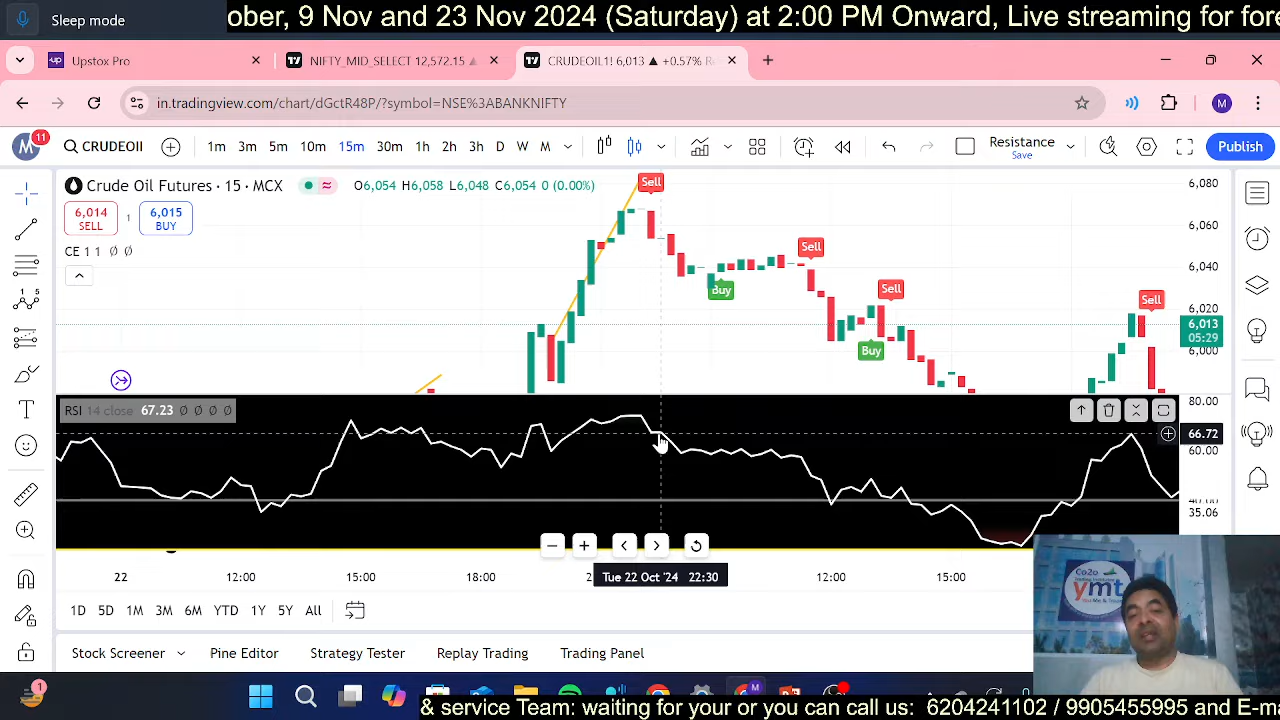 Sleep mode
ober, 9 Nov and 23 Nov 2024 (Saturday) at 2:00 PM Onward, Live streaming for fore
Upstox Pro
NIFTY_MID_SELECT 12,572.15 ▲
CRUDEOIL1! 6,013 ▲ +0.57% R
in.tradingview.com/chart/dGctR48P/?symbol=NSE%3ABANKNIFTY
M
M
11
CRUDEOIL
1m 3m 5m 10m 15m 30m 1h 2h 3h D W M
Resistance
Save
Publish
Crude Oil Futures · 15 · MCX
O6,054 H6,058 L6,048 C6,054 0 (0.00%)
6,014
SELL
1
6,015
BUY
CE 1 1 ∅ ∅
Sell
Buy
Sell
Sell
Buy
Sell
6,080
6,060
6,040
6,020
6,013
05:29
6,000
RSI 14 close 67.23 ∅ ∅ ∅ ∅
80.00
66.72
60.00
40.00
35.06
22
12:00
15:00
18:00
Tue 22 Oct '24 22:30
12:00
15:00
1D 5D 1M 3M 6M YTD 1Y 5Y All
Stock Screener
Pine Editor
Strategy Tester
Replay Trading
Trading Panel
Co2o
ymt
1
M
& service Team: waiting for your or you can call us: 6204241102 / 9905455995 and E-ma